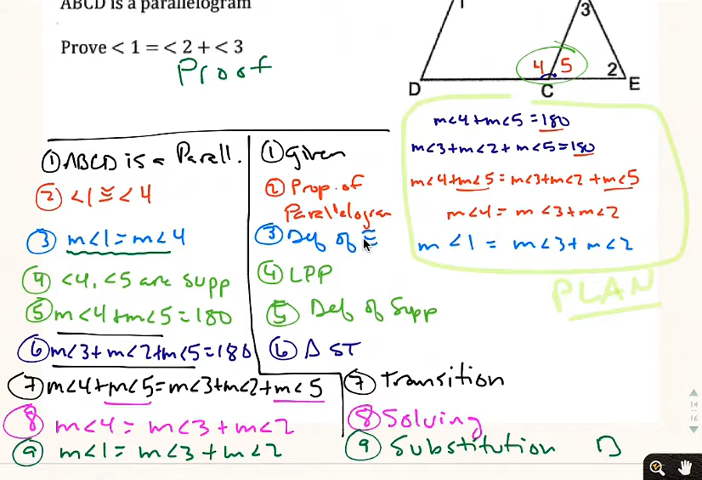 ABCD is a parallelogram
Prove < 1 = < 2 + < 3
Proof
1
3
4 5
2
D
C
E
m∠4 + m∠5 = 180
m∠3 + m∠2 + m∠5 = 180
m∠4 + m∠5 = m∠3 + m∠2 + m∠5
m∠4 = m∠3 + m∠2
m∠1 = m∠3 + m∠2
PLAN
① ABCD is a Parall.
① given
② ∠1 ≅ ∠4
② Prop. of
Parallelogram
③ m∠1 = m∠4
③ Def of ≅
④ ∠4, ∠5 are supp
④ LPP
⑤ m∠4 + m∠5 = 180
⑤ Def of Supp
⑥ m∠3 + m∠2 + m∠5 = 180
⑥ Δ ST
⑦ m∠4 + m∠5 = m∠3 + m∠2 + m∠5
⑦ Transition
⑧ m∠4 = m∠3 + m∠2
⑧ Solving
⑨ m∠1 = m∠3 + m∠2
⑨ Substitution
14
16